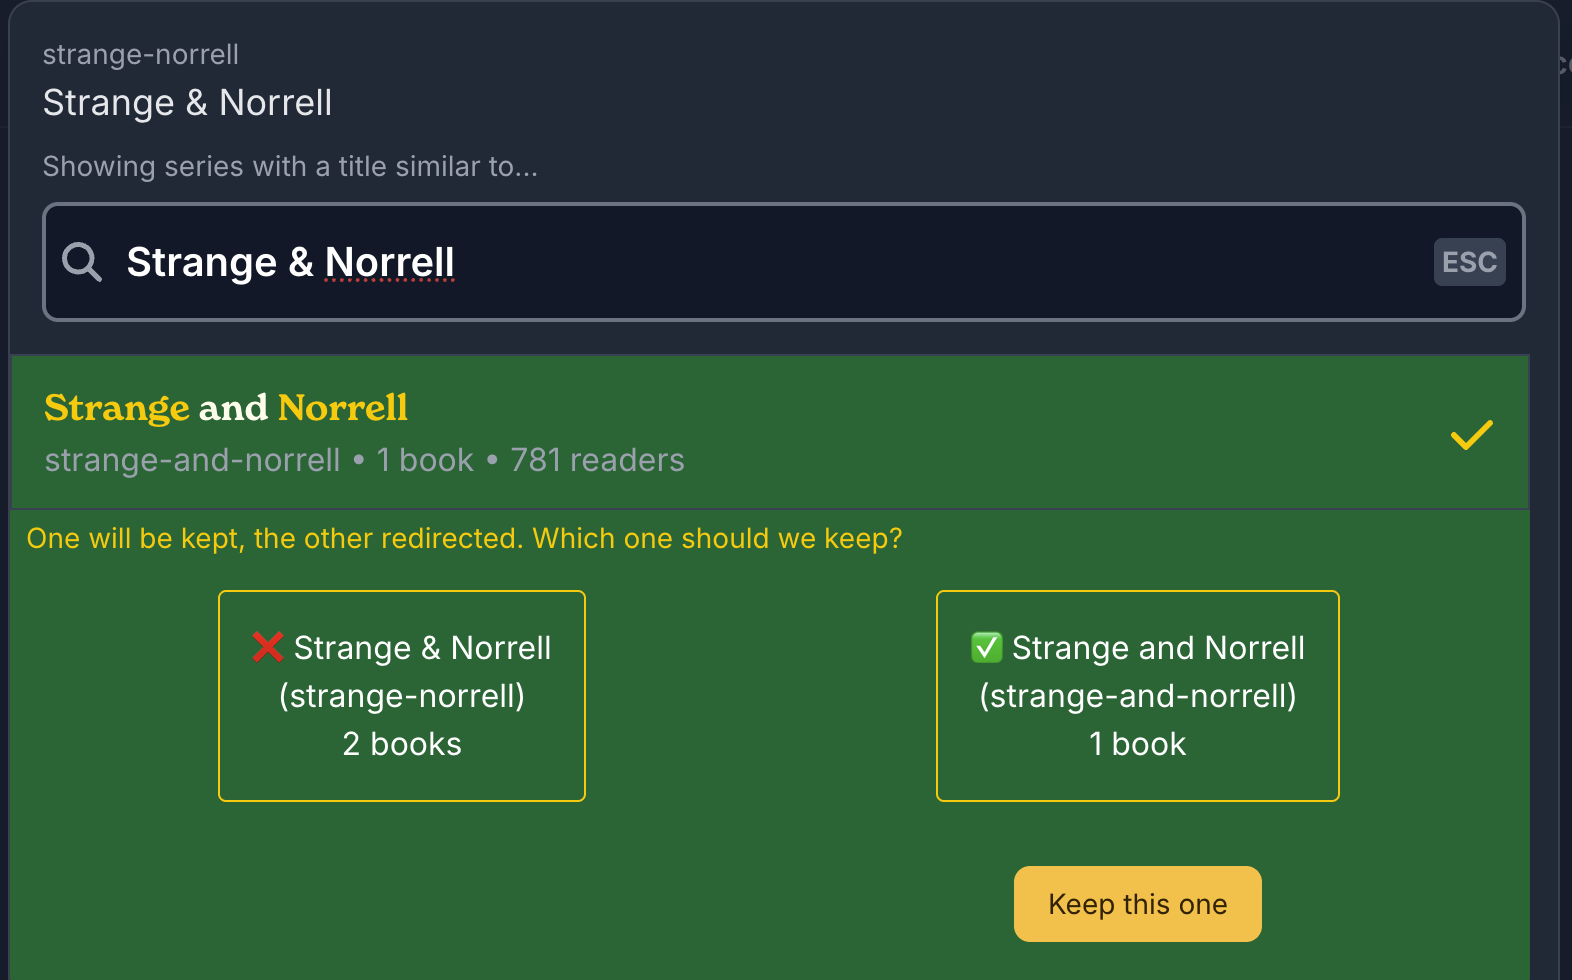 strange-norrell
Strange & Norrell
Showing series with a title similar to...
Strange & Norrell
ESC
Strange and Norrell
strange-and-norrell • 1 book • 781 readers
One will be kept, the other redirected. Which one should we keep?
❌ Strange & Norrell
(strange-norrell)
2 books
✅ Strange and Norrell
(strange-and-norrell)
1 book
Keep this one